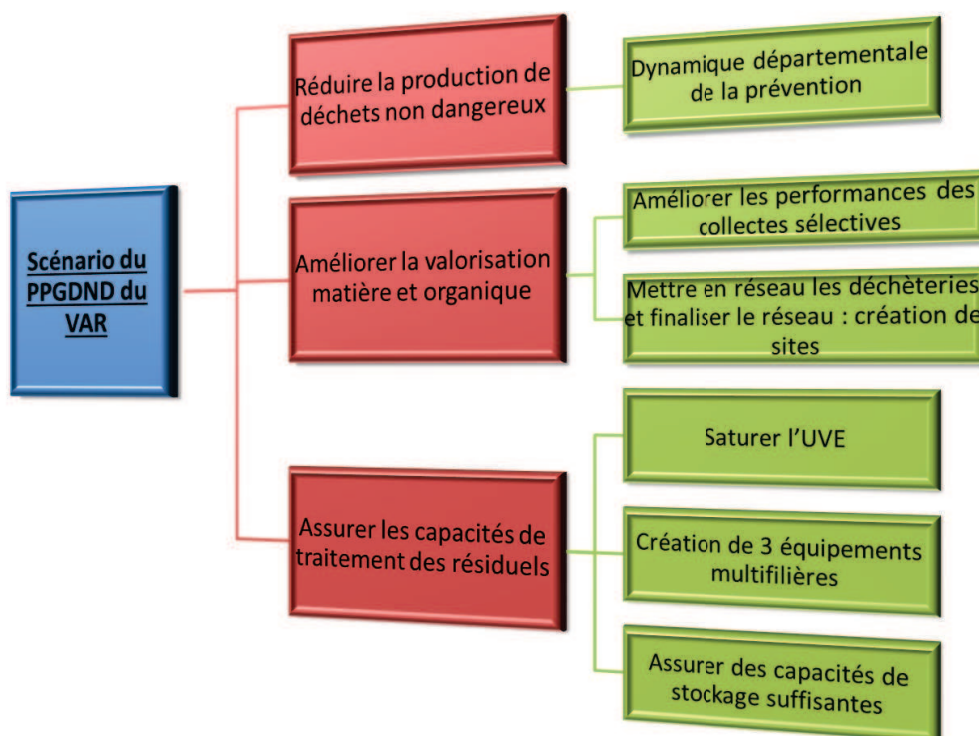 Scénario du
PPGDND du
VAR
Réduire la production de
déchets non dangereux
Dynamique départementale
de la prévention
Améliorer la valorisation
matière et organique
Améliorer les performances des
collectes sélectives
Mettre en réseau les déchèteries
et finaliser le réseau : création de
sites
Assurer les capacités de
traitement des résiduels
Saturer l'UVE
Création de 3 équipements
multifilières
Assurer des capacités de
stockage suffisantes